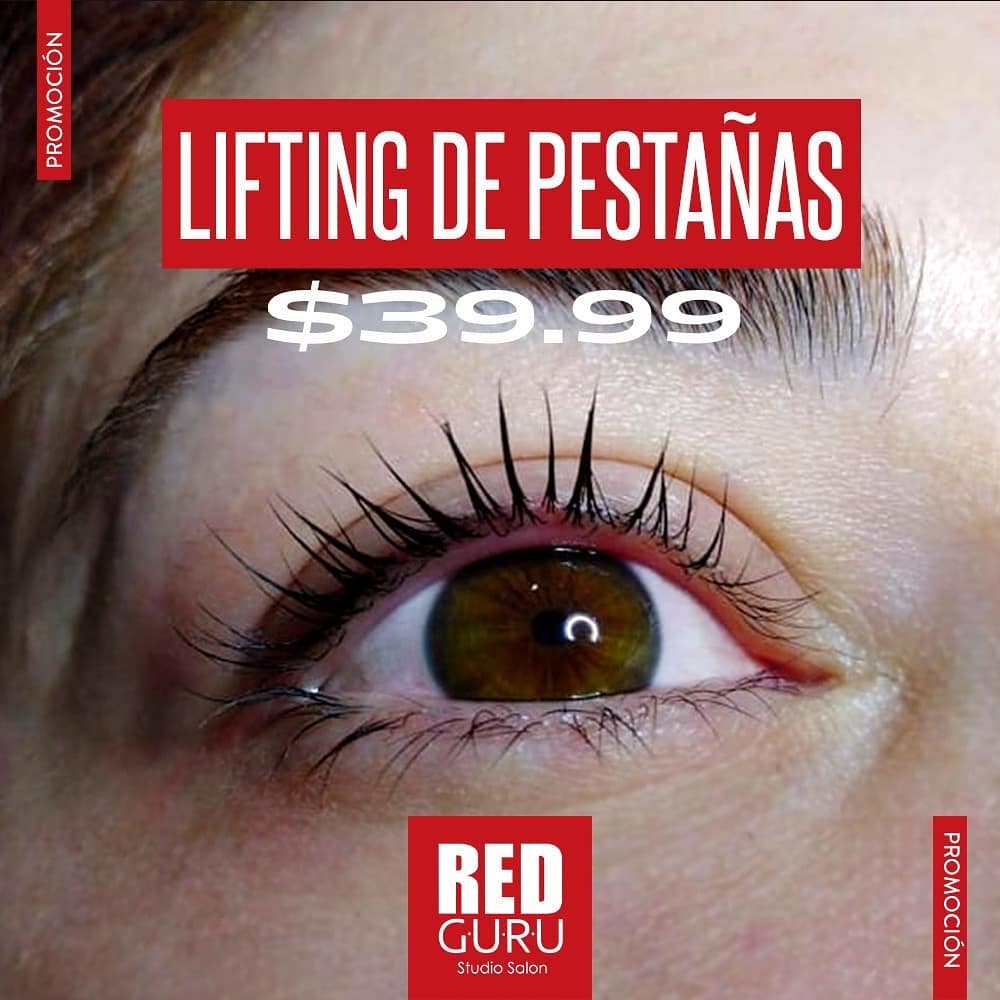 PROMOCIÓN
LIFTING DE PESTAÑAS
$39.99
RED
G·U·R·U
Studio Salon
PROMOCIÓN